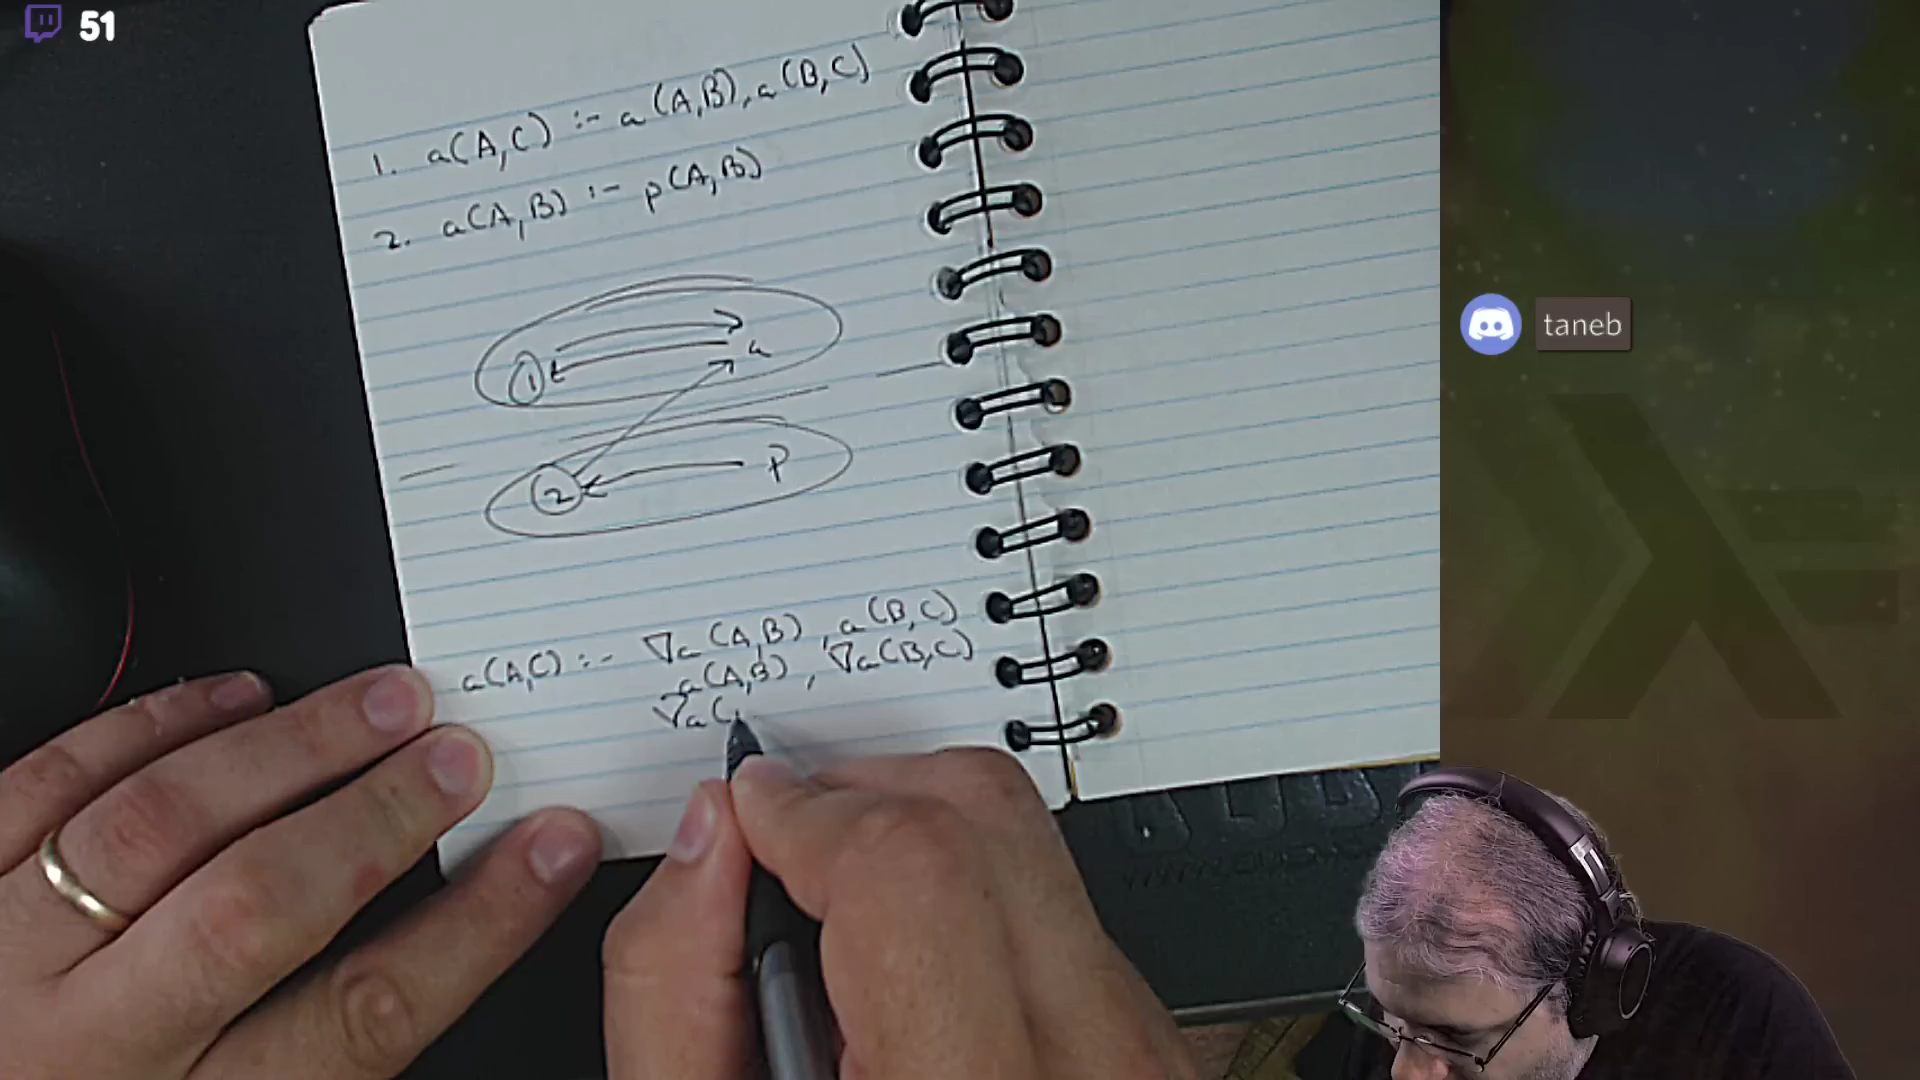 51
1. a(A,C) :- a(A,B), a(B,C)
2. a(A,B) :- p(A,B)
1 a
2 p
a(A,C) :- ∇a(A,B), a(B,C)
a(A,B), ∇a(B,C)
∇a(
taneb